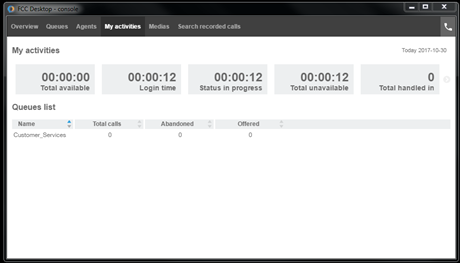 FCC Desktop - console
Overview Queues Agents My activities Medias Search recorded calls
My activities Today 2017-10-30
00:00:00 00:00:12 00:00:12 00:00:12 0
Total available Login time Status in progress Total unavailable Total handled in
Queues list
Name Total calls Abandoned Offered
Customer_Services 0 0 0